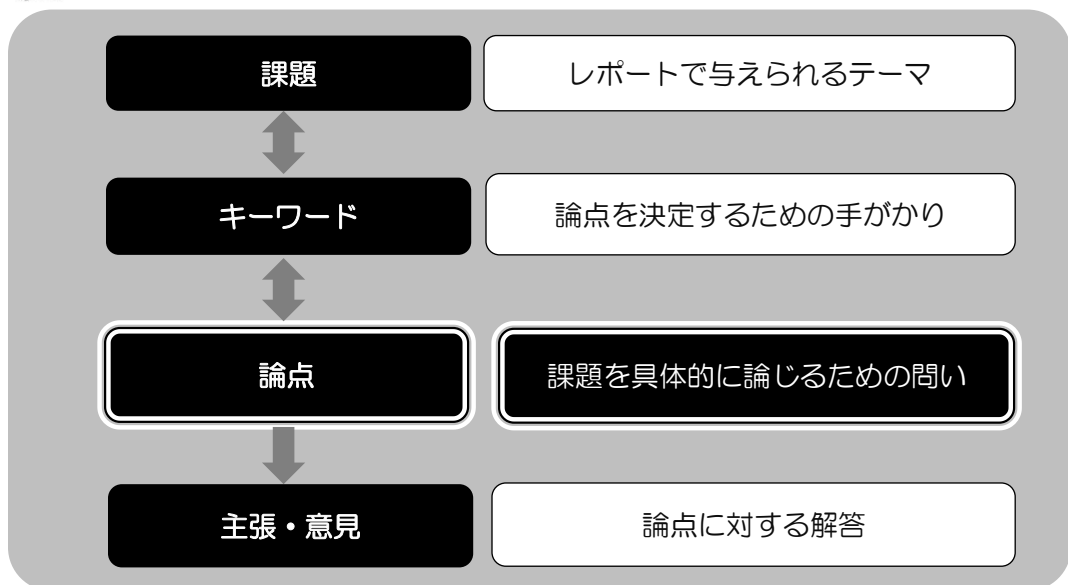 課題
レポートで与えられるテーマ
キーワード
論点を決定するための手がかり
論点
課題を具体的に論じるための問い
主張・意見
論点に対する解答